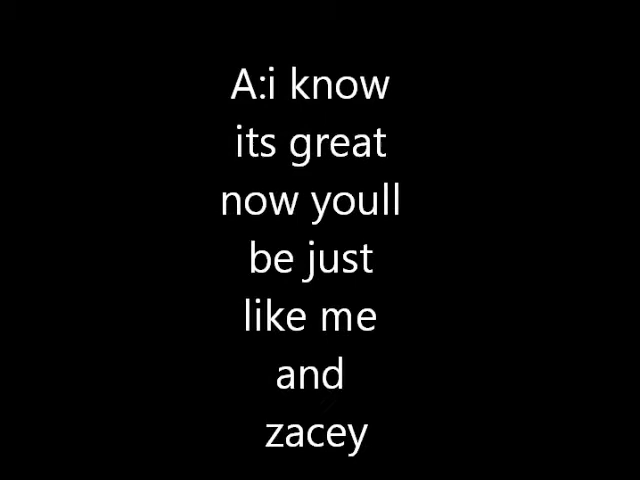 A:i know
its great
now youll
be just
like me
and
zacey